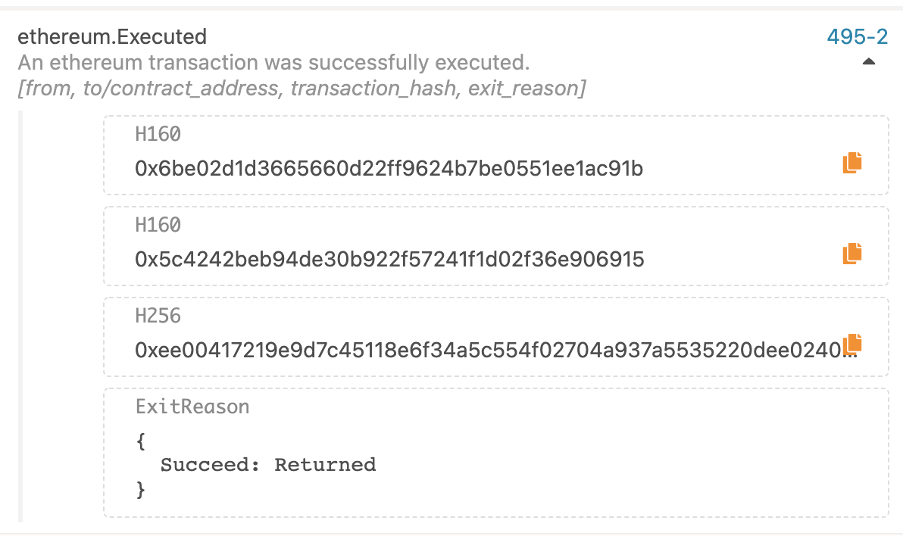 ethereum.Executed
495-2
An ethereum transaction was successfully executed.
[from, to/contract_address, transaction_hash, exit_reason]
H160
0x6be02d1d3665660d22ff9624b7be0551ee1ac91b
H160
0x5c4242beb94de30b922f57241f1d02f36e906915
H256
0xee00417219e9d7c45118e6f34a5c554f02704a937a5535220dee0240...
ExitReason
{
Succeed: Returned
}